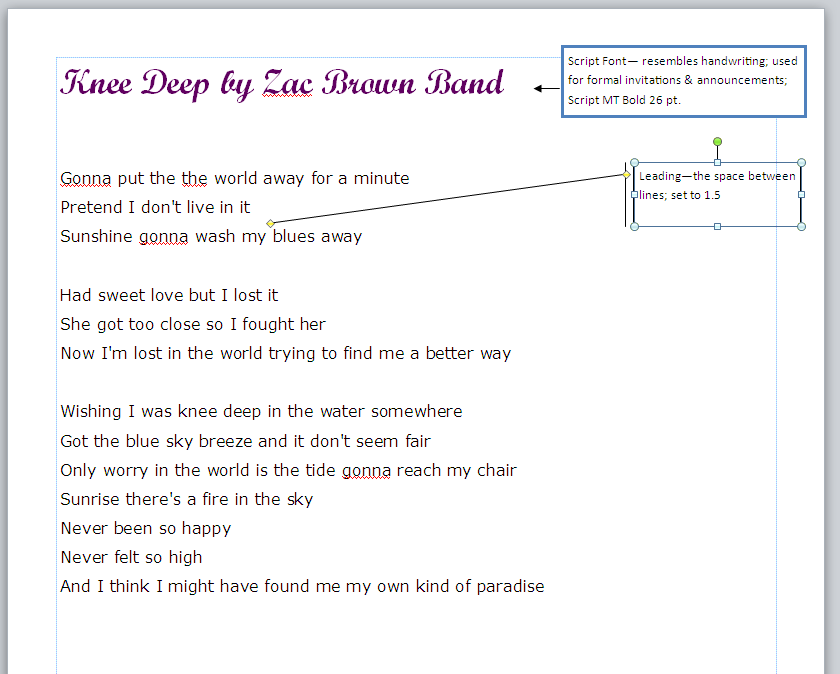 Knee Deep by Zac Brown Band
Script Font— resembles handwriting; used
for formal invitations & announcements;
Script MT Bold 26 pt.
Leading—the space between
lines; set to 1.5
Gonna put the the world away for a minute
Pretend I don't live in it
Sunshine gonna wash my blues away
Had sweet love but I lost it
She got too close so I fought her
Now I'm lost in the world trying to find me a better way
Wishing I was knee deep in the water somewhere
Got the blue sky breeze and it don't seem fair
Only worry in the world is the tide gonna reach my chair
Sunrise there's a fire in the sky
Never been so happy
Never felt so high
And I think I might have found me my own kind of paradise